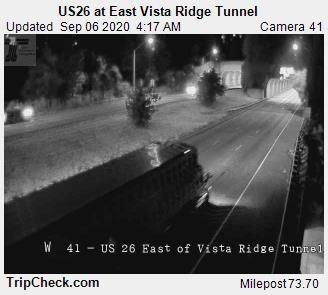 US26 at East Vista Ridge Tunnel
Updated Sep 06 2020 4:17 AM Camera 41
W 41 - US 26 East of Vista Ridge Tunnel
TripCheck.com Milepost 73.70